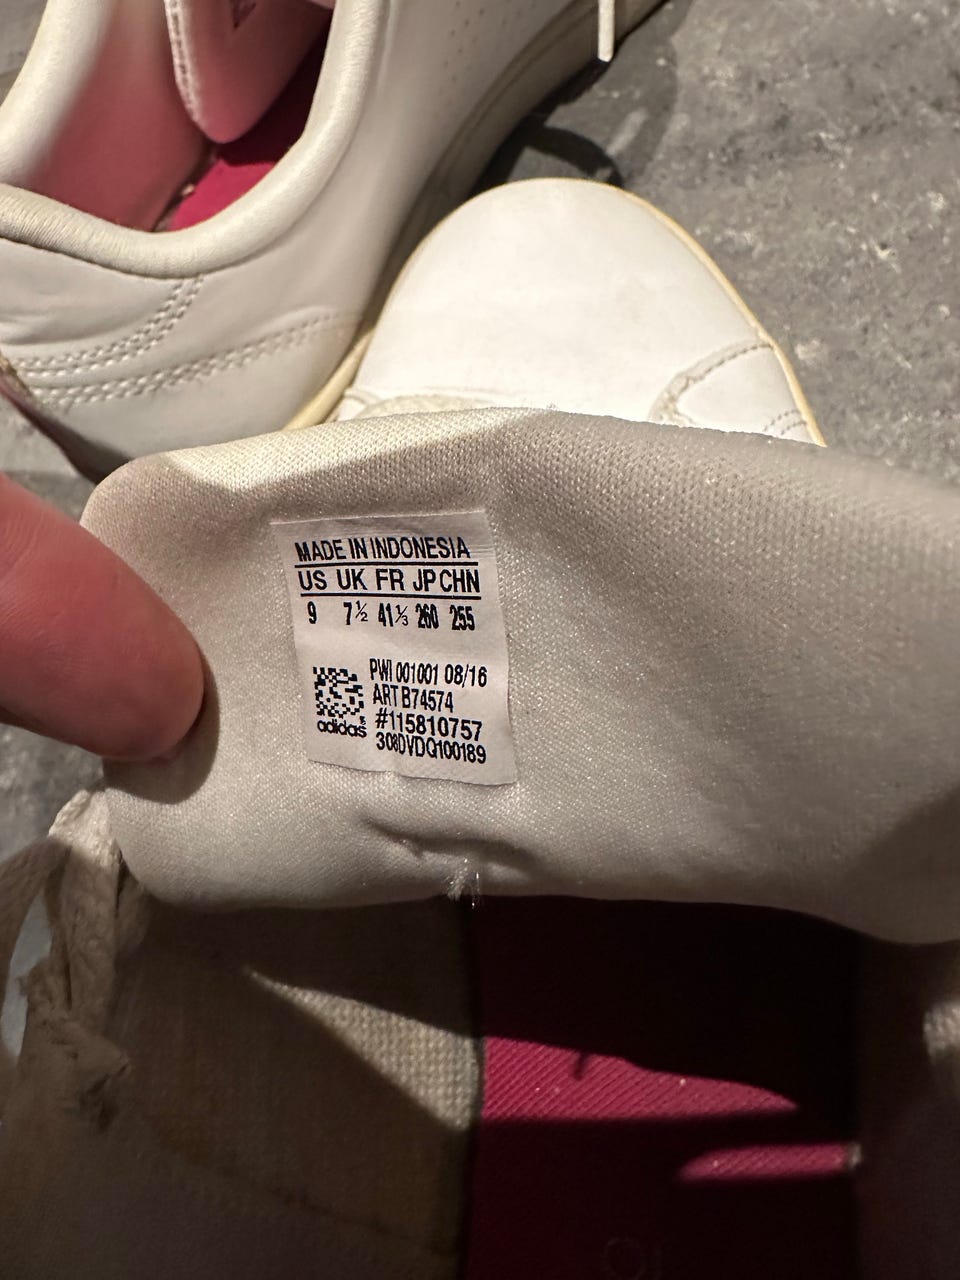 MADE IN INDONESIA
US UK FR JP CHN
9 7½ 41⅓ 260 255
PWI 001001 08/16
ART B74574
#115810757
adidas
308DVDQ100189